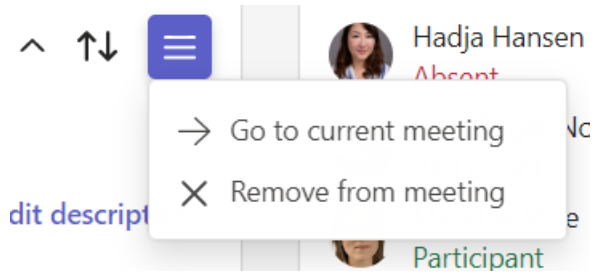 Hadja Hansen
Absent
Go to current meeting
Remove from meeting
dit descript
Participant